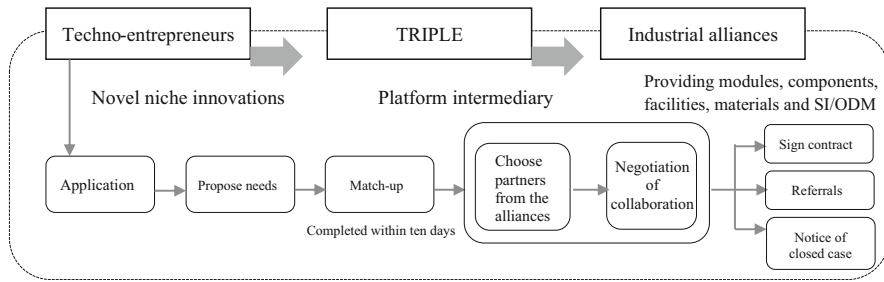 Techno-entrepreneurs
TRIPLE
Industrial alliances
Novel niche innovations
Platform intermediary
Providing modules, components,
facilities, materials and SI/ODM
Application
Propose needs
Match-up
Completed within ten days
Choose
partners
from the
alliances
Negotiation
of
collaboration
Sign contract
Referrals
Notice of
closed case